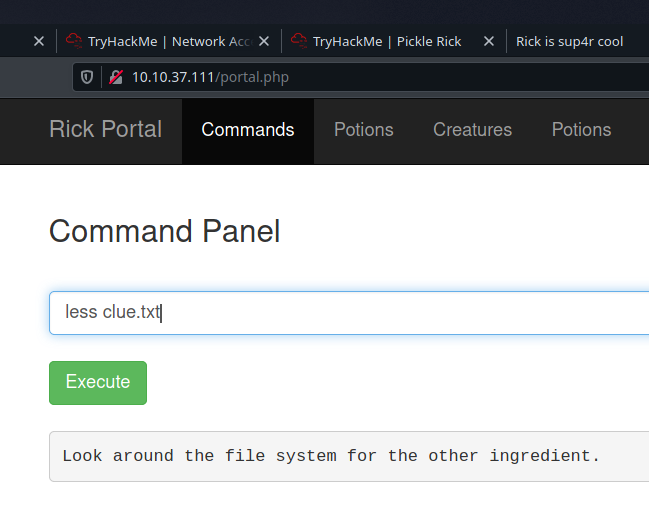 TryHackMe | Network Acc TryHackMe | Pickle Rick Rick is sup4r cool
10.10.37.111/portal.php
Rick Portal Commands Potions Creatures Potions
Command Panel
less clue.txt
Execute
Look around the file system for the other ingredient.